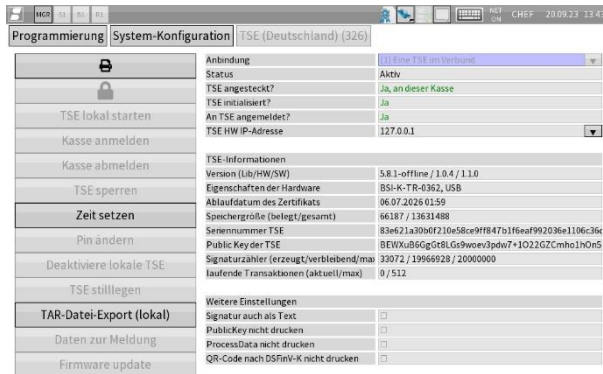 MGR S1 B1 R1 NET ON CHEF 20.09.23 13:4
Programmierung System-Konfiguration TSE (Deutschland) (326)
TSE lokal starten
Kasse anmelden
Kasse abmelden
TSE sperren
Zeit setzen
Pin ändern
Deaktiviere lokale TSE
TSE stilllegen
TAR-Datei-Export (lokal)
Daten zur Meldung
Firmware update
Anbindung (1) Eine TSE im Verbund
Status Aktiv
TSE angesteckt? Ja, an dieser Kasse
TSE initialisiert? Ja
An TSE angemeldet? Ja
TSE HW IP-Adresse 127.0.0.1
TSE-Informationen
Version (Lib/HW/SW) 5.8.1-offline / 1.0.4 / 1.1.0
Eigenschaften der Hardware BSI-K-TR-0362, USB
Ablaufdatum des Zertifikats 06.07.2026 01:59
Speichergröße (belegt/gesamt) 66187 / 13631488
Seriennummer TSE 83e621a30b0f210e58ce9ff847b1f6eaf992036e1106c36c
Public Key der TSE BEWXuB6GgGt8LGs9woev3pdw7+1O22GZCmho1hOn5
Signaturzähler (erzeugt/verbleibend/max 33072 / 19966928 / 20000000
laufende Transaktionen (aktuell/max) 0 / 512
Weitere Einstellungen
Signatur auch als Text
PublicKey nicht drucken
ProcessData nicht drucken
QR-Code nach DSFinV-K nicht drucken